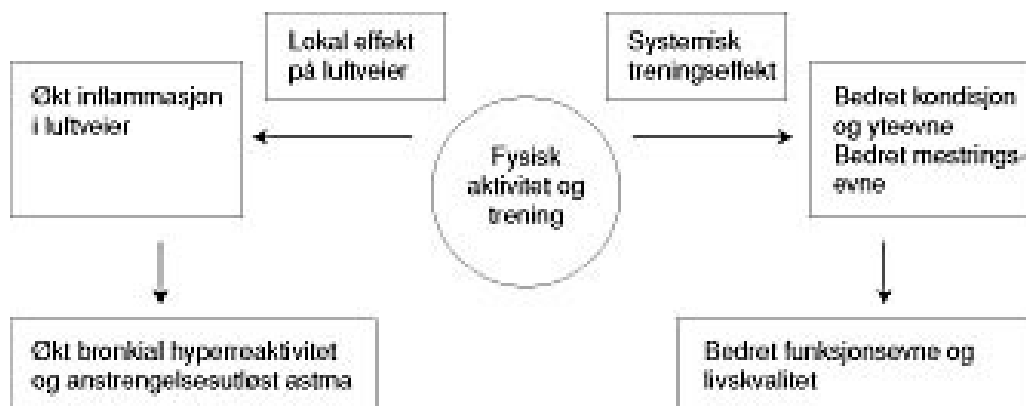 Lokal effekt
på luftveier
Systemisk
treningseffekt
Økt inflammasjon
i luftveier
Fysisk
aktivitet og
trening
Bedret kondisjon
og yteevne
Bedret mestrings-
evne
Økt bronkial hyperreaktivitet
og anstrengelsesutløst astma
Bedret funksjonsevne og
livskvalitet